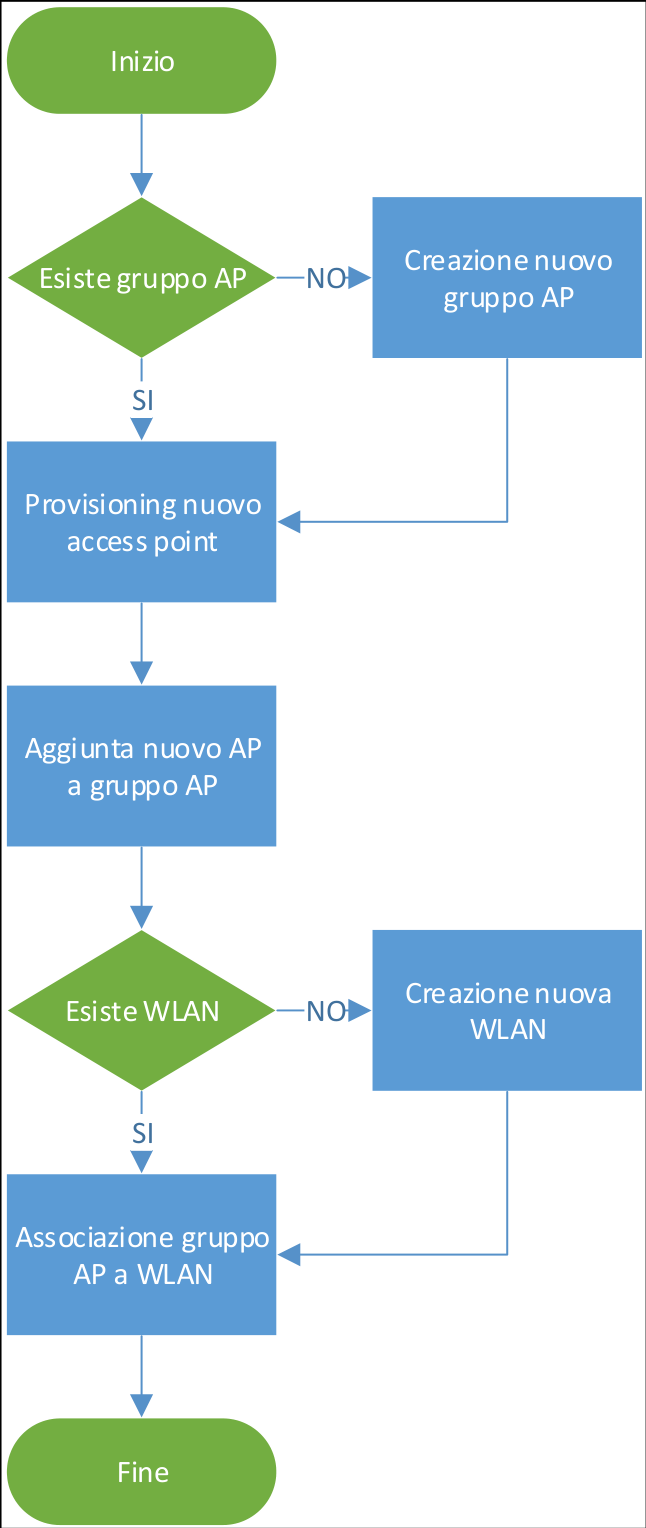 Inizio
Esiste gruppo AP
NO
Creazione nuovo
gruppo AP
SI
Provisioning nuovo
access point
Aggiunta nuovo AP
a gruppo AP
Esiste WLAN
NO
Creazione nuova
WLAN
SI
Associazione gruppo
AP a WLAN
Fine